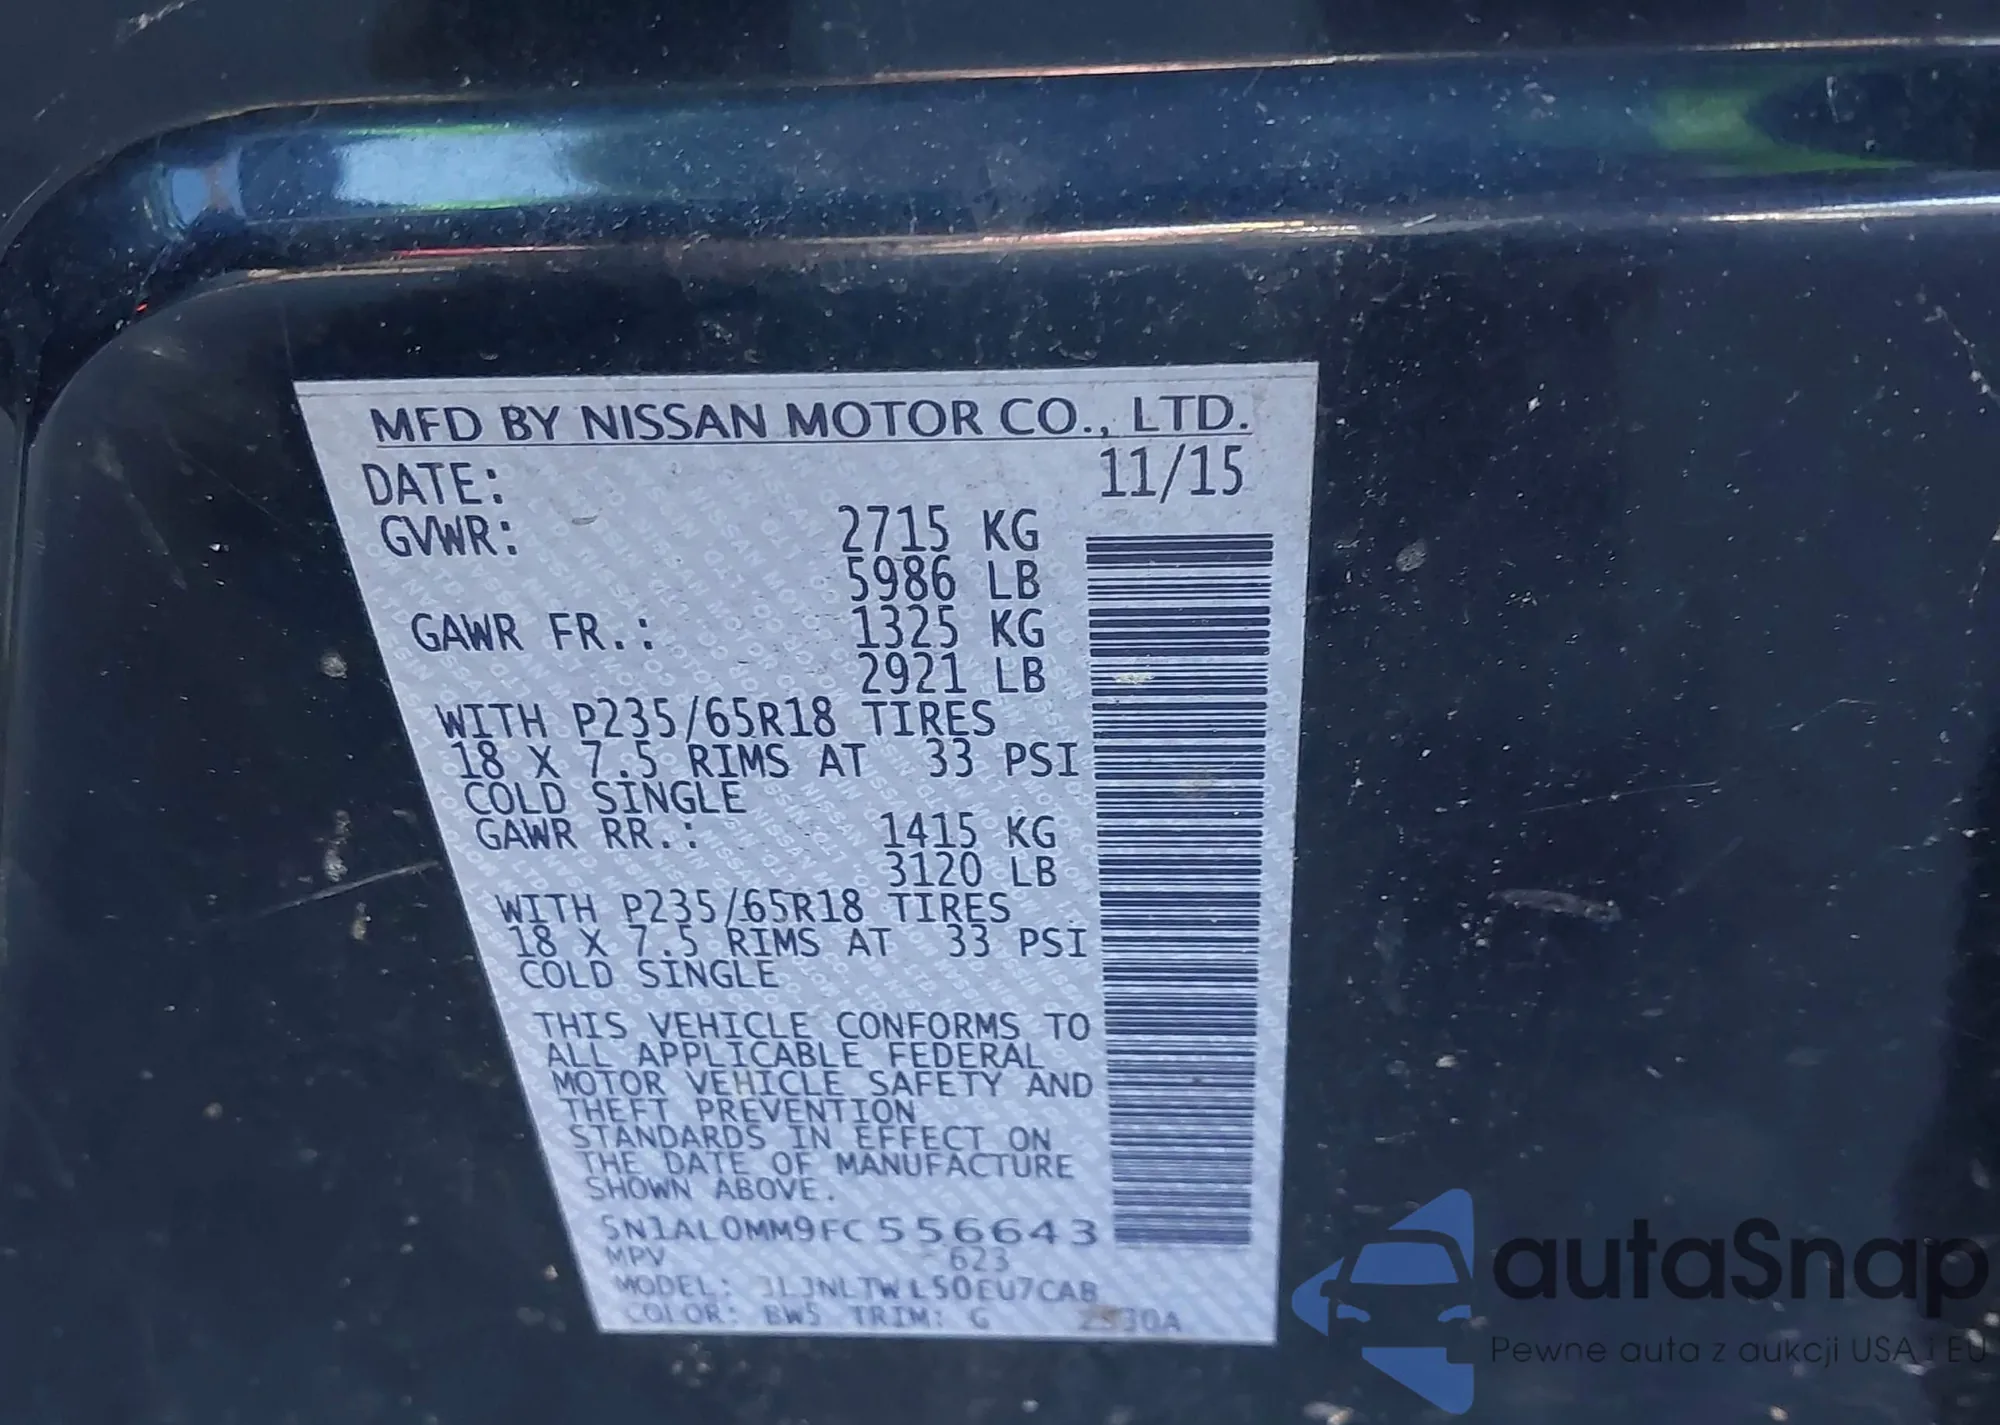 MFD BY NISSAN MOTOR CO., LTD.
DATE: 11/15
GVWR: 2715 KG
5986 LB
GAWR FR.: 1325 KG
2921 LB
WITH P235/65R18 TIRES
18 X 7.5 RIMS AT 33 PSI
COLD SINGLE
GAWR RR.: 1415 KG
3120 LB
WITH P235/65R18 TIRES
18 X 7.5 RIMS AT 33 PSI
COLD SINGLE
THIS VEHICLE CONFORMS TO
ALL APPLICABLE FEDERAL
MOTOR VEHICLE SAFETY AND
THEFT PREVENTION
STANDARDS IN EFFECT ON
THE DATE OF MANUFACTURE
SHOWN ABOVE.
5N1AL0MM9FC556643
MPV 623
MODEL:
COLOR: BW5 TRIM: G
autaSnap
Pewne auta z aukcji USA i EU